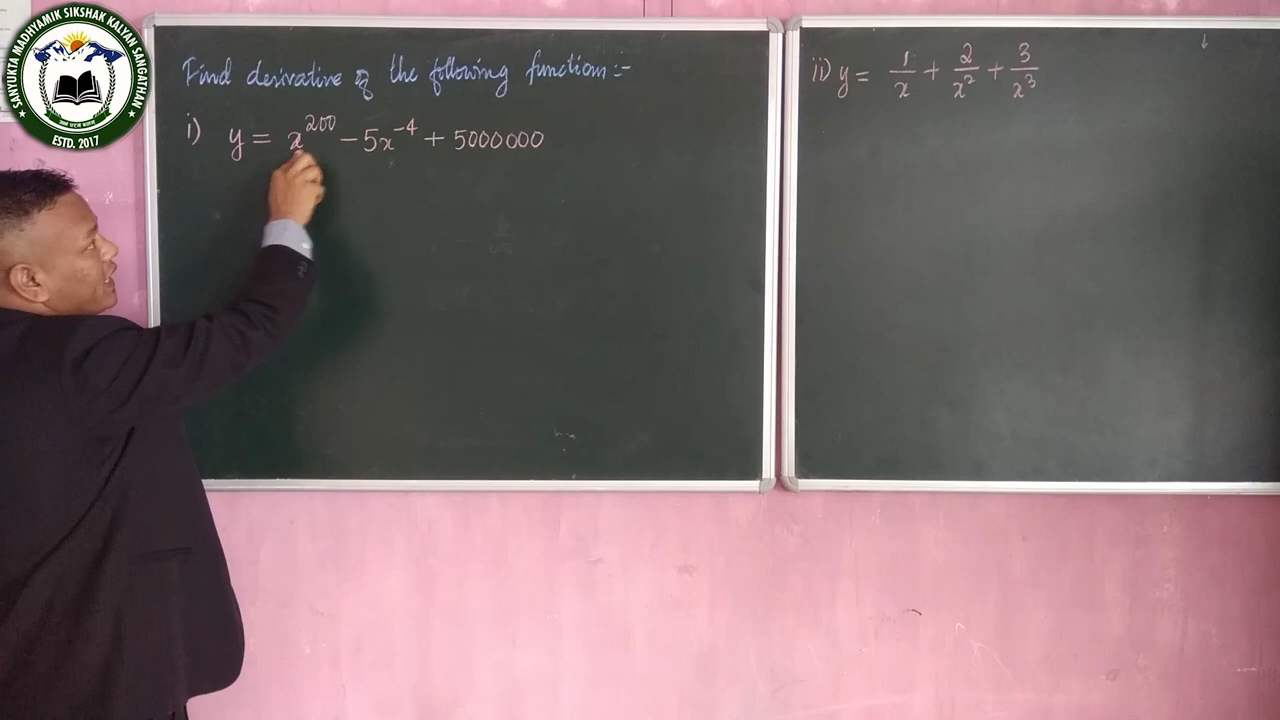 SANYUKTA MADHYAMIK SIKSHAK KALYAN SANGATHAN
ESTD. 2017
Find derivative of the following functions:-
i) y = x^200 - 5x^-4 + 5000000
ii) y = 1/x + 2/x^2 + 3/x^3